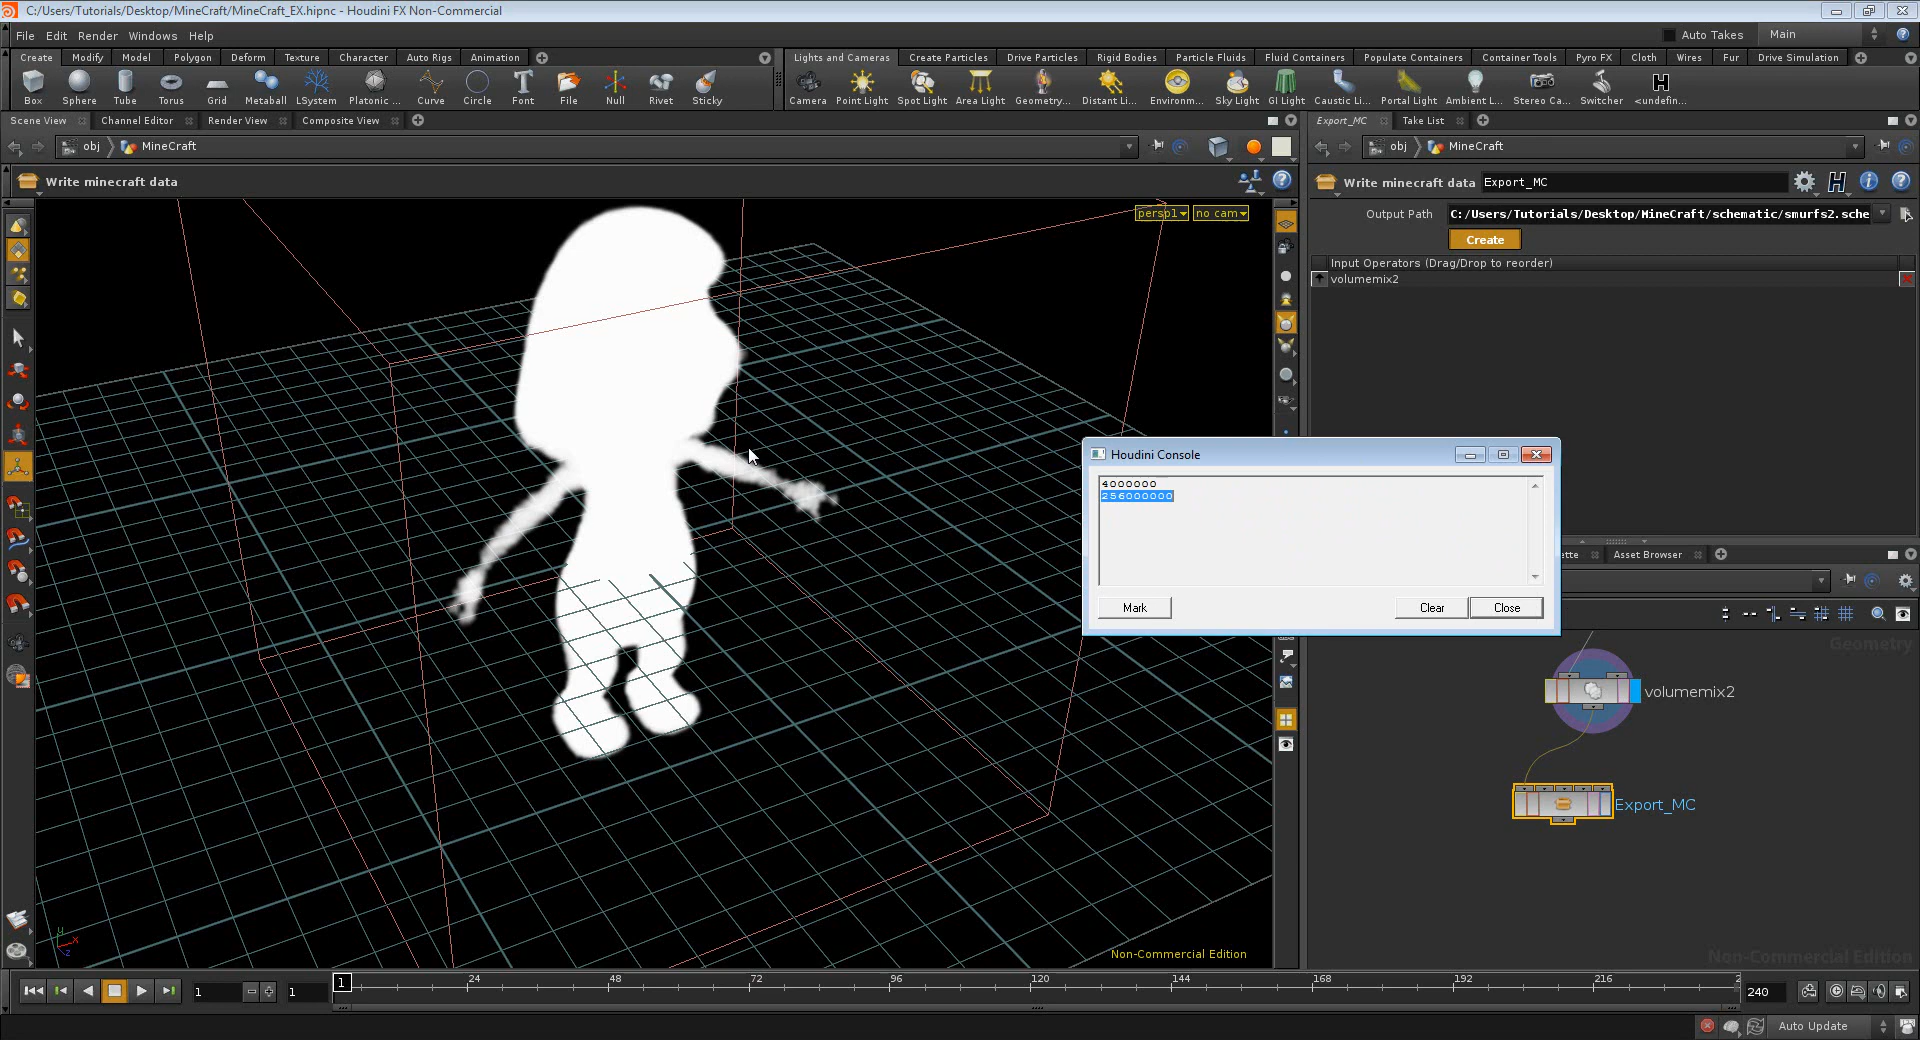 C:/Users/Tutorials/Desktop/MineCraft/MineCraft_EX.hipnc - Houdini FX Non-Commercial
File Edit Render Windows Help
Auto Takes Main
Create Modify Model Polygon Deform Texture Character Auto Rigs Animation
Lights and Cameras Create Particles Drive Particles Rigid Bodies Particle Fluids Fluid Containers Populate Containers Container Tools Pyro FX Cloth Wires Fur Drive Simulation
Box Sphere Tube Torus Grid Metaball LSystem Platonic ... Curve Circle Font File Null Rivet Sticky
Camera Point Light Spot Light Area Light Geometry... Distant Li... Environm... Sky Light GI Light Caustic Li... Portal Light Ambient L... Stereo Ca... Switcher <undefin...
Scene View Channel Editor Render View Composite View
Export_MC Take List
obj MineCraft
obj MineCraft
Write minecraft data
Write minecraft data Export_MC
persp1 no cam
Output Path C:/Users/Tutorials/Desktop/MineCraft/schematic/smurfs2.sche
Create
Input Operators (Drag/Drop to reorder)
volumemix2
Houdini Console
4000000
256000000
Mark Clear Close
ette Asset Browser
Geometry
volumemix2
Export_MC
y
x
z
Non-Commercial Edition
Non-Commercial Edition
1 1 1 24 48 72 96 120 144 168 192 216 2 240
Auto Update